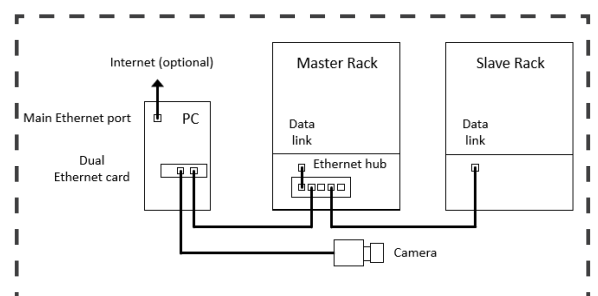 Internet (optional)
Master Rack
Slave Rack
Main Ethernet port
PC
Data
link
Data
link
Dual
Ethernet card
Ethernet hub
Camera